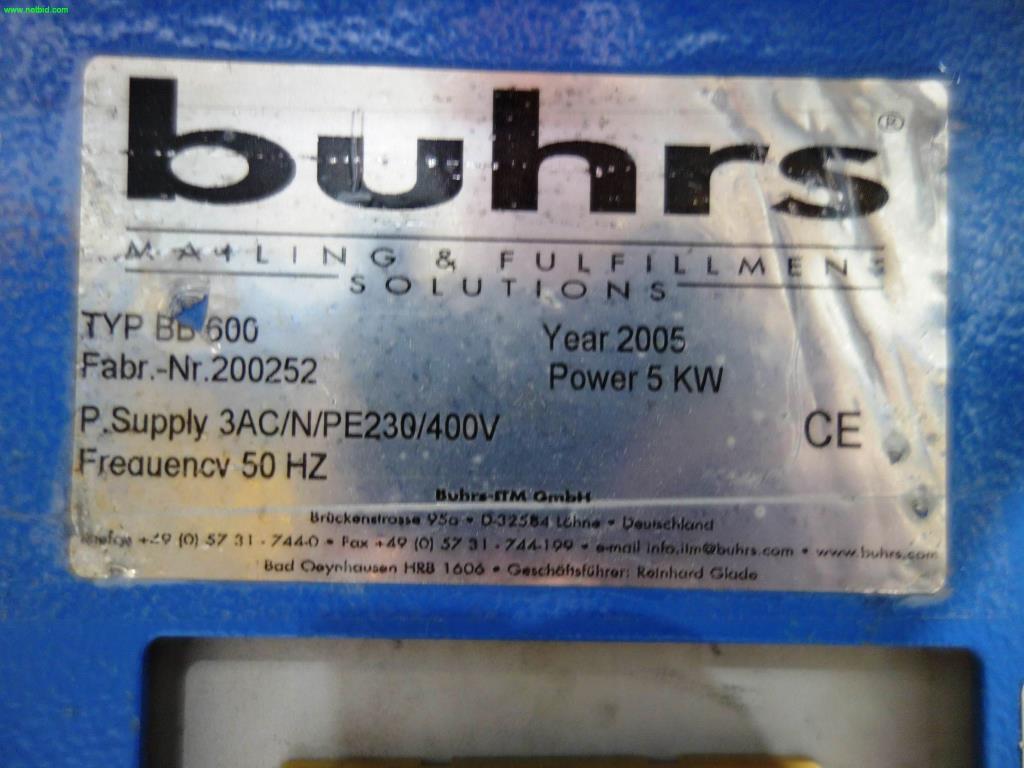 www.netbid.com
buhrs®
MAILING & FULFILLMENT
SOLUTIONS
TYP BB 600
Year 2005
Fabr.-Nr.200252
Power 5 KW
P.Supply 3AC/N/PE230/400V
CE
Frequency 50 HZ
Buhrs-ITM GmbH
Brückenstrasse 95a • D-32584 Löhne • Deutschland
+49 (0) 57 31 - 744-0 • Fax +49 (0) 57 31 - 744-199 • e-mail info.itm@buhrs.com • www.buhrs.com
Bad Oeynhausen HRB 1606 • Geschäftsführer: Reinhard Glade